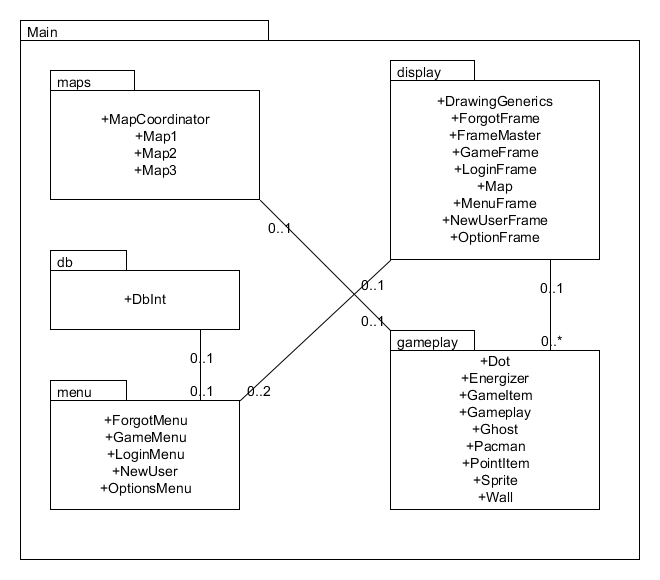 Main
maps
+MapCoordinator
+Map1
+Map2
+Map3
display
+DrawingGenerics
+ForgotFrame
+FrameMaster
+GameFrame
+LoginFrame
+Map
+MenuFrame
+NewUserFrame
+OptionFrame
0..1
db
+DbInt
0..1
0..1
0..1
gameplay
0..*
0..1
menu
0..1
0..2
+ForgotMenu
+GameMenu
+LoginMenu
+NewUser
+OptionsMenu
+Dot
+Energizer
+GameItem
+Gameplay
+Ghost
+Pacman
+PointItem
+Sprite
+Wall